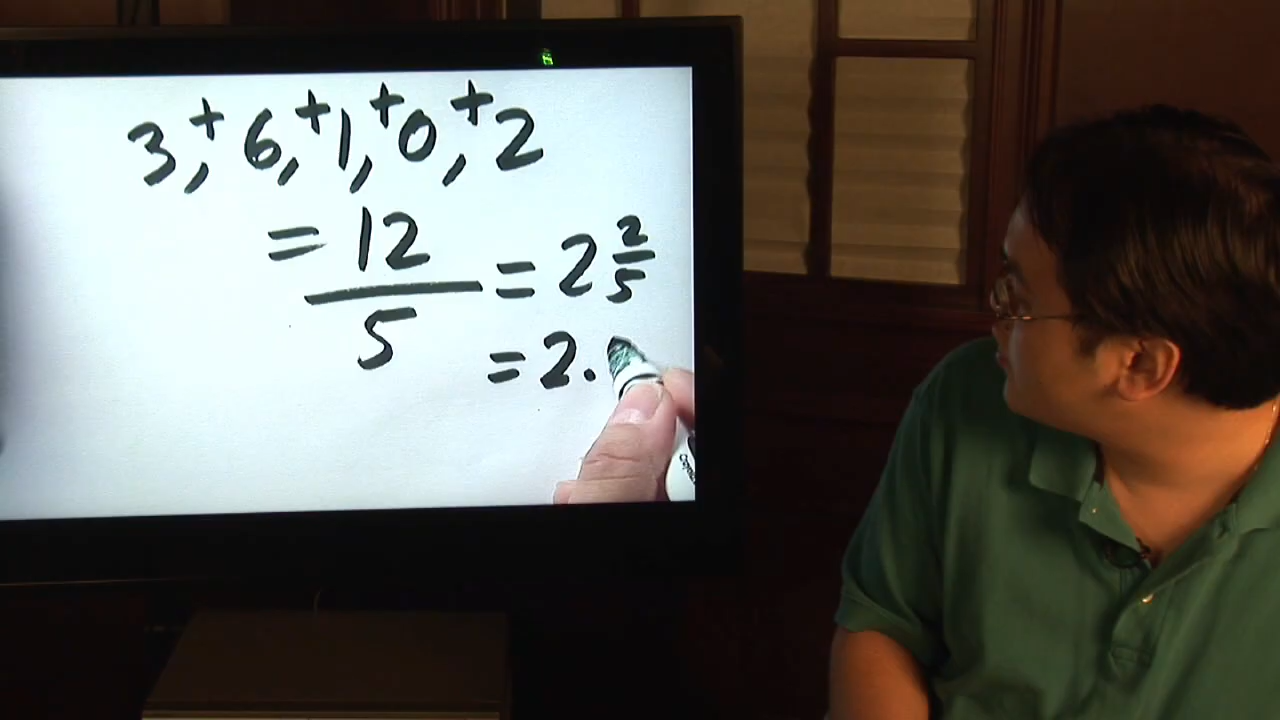 3, + 6, + 1, + 0, + 2
= 12/5 = 2 2/5
= 2.